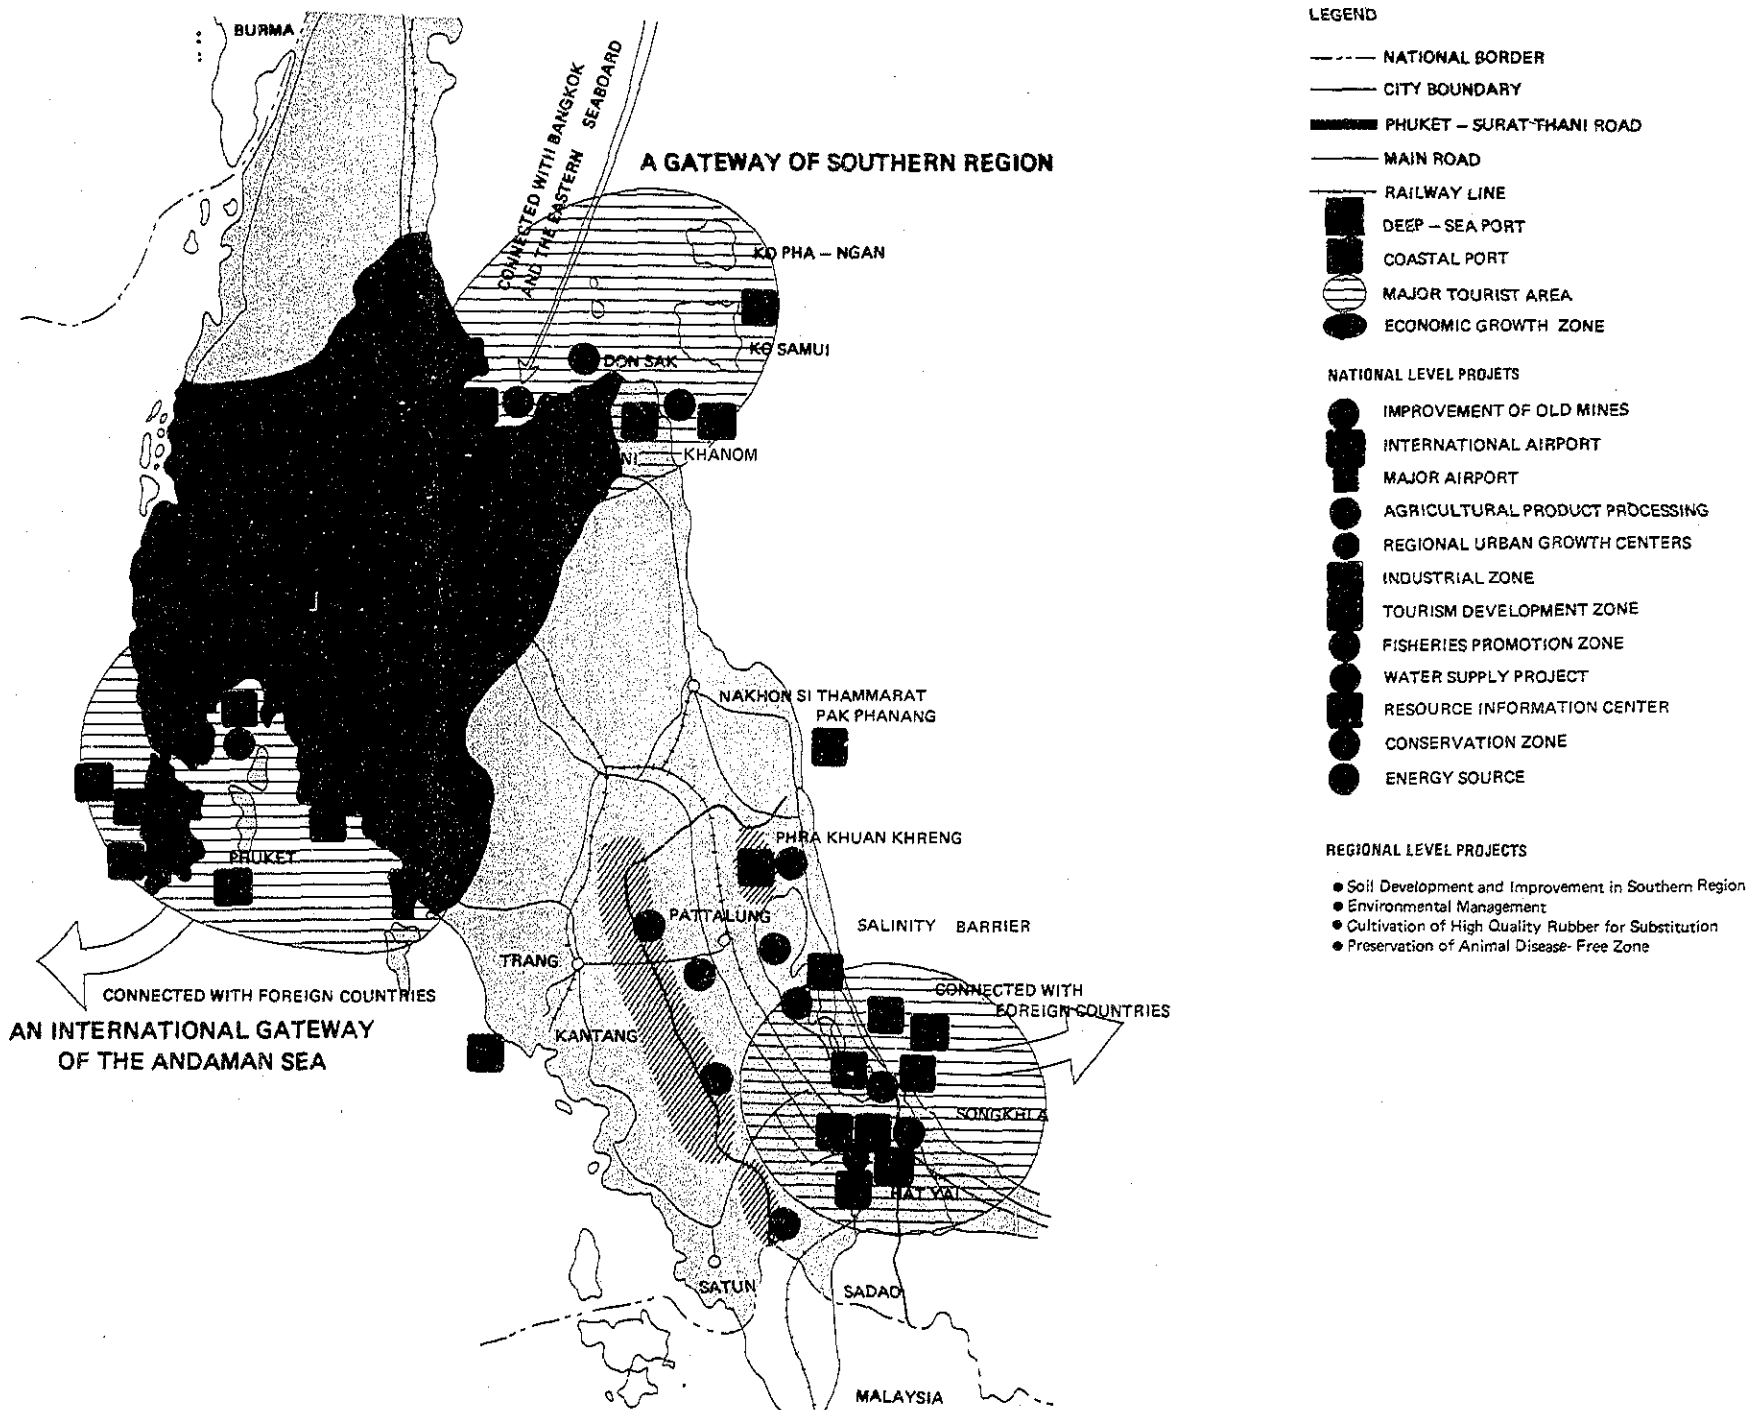 BURMA
CONNECTED WITH BANGKOK
AND THE EASTERN SEABOARD
A GATEWAY OF SOUTHERN REGION
KO PHA – NGAN
KO SAMUI
DON SAK
NI
KHANOM
NAKHON SI THAMMARAT
PAK PHANANG
PHRA KHUAN KHRENG
PHUKET
PATTALUNG
SALINITY BARRIER
TRANG
CONNECTED WITH FOREIGN COUNTRIES
AN INTERNATIONAL GATEWAY
OF THE ANDAMAN SEA
KANTANG
CONNECTED WITH
FOREIGN COUNTRIES
SONGKHLA
HAT YAI
SATUN
SADAO
MALAYSIA
LEGEND
NATIONAL BORDER
CITY BOUNDARY
PHUKET – SURAT-THANI ROAD
MAIN ROAD
RAILWAY LINE
DEEP – SEA PORT
COASTAL PORT
MAJOR TOURIST AREA
ECONOMIC GROWTH ZONE
NATIONAL LEVEL PROJETS
IMPROVEMENT OF OLD MINES
INTERNATIONAL AIRPORT
MAJOR AIRPORT
AGRICULTURAL PRODUCT PROCESSING
REGIONAL URBAN GROWTH CENTERS
INDUSTRIAL ZONE
TOURISM DEVELOPMENT ZONE
FISHERIES PROMOTION ZONE
WATER SUPPLY PROJECT
RESOURCE INFORMATION CENTER
CONSERVATION ZONE
ENERGY SOURCE
REGIONAL LEVEL PROJECTS
● Soil Development and Improvement in Southern Region
● Environmental Management
● Cultivation of High Quality Rubber for Substitution
● Preservation of Animal Disease- Free Zone